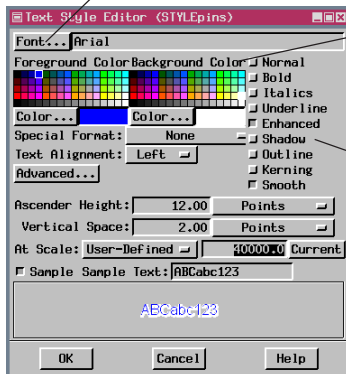 Text Style Editor (STYLEpins)
Font... Arial
Foreground Color Background Color Normal
Bold
Italics
Underline
Color... Color... Enhanced
Special Format: None Shadow
Outline
Text Alignment: Left Kerning
Advanced... Smooth
Ascender Height: 12.00 Points
Vertical Space: 2.00 Points
At Scale: User-Defined 40000.0 Current
Sample Sample Text: ABCabc123
ABCabc123
OK Cancel Help